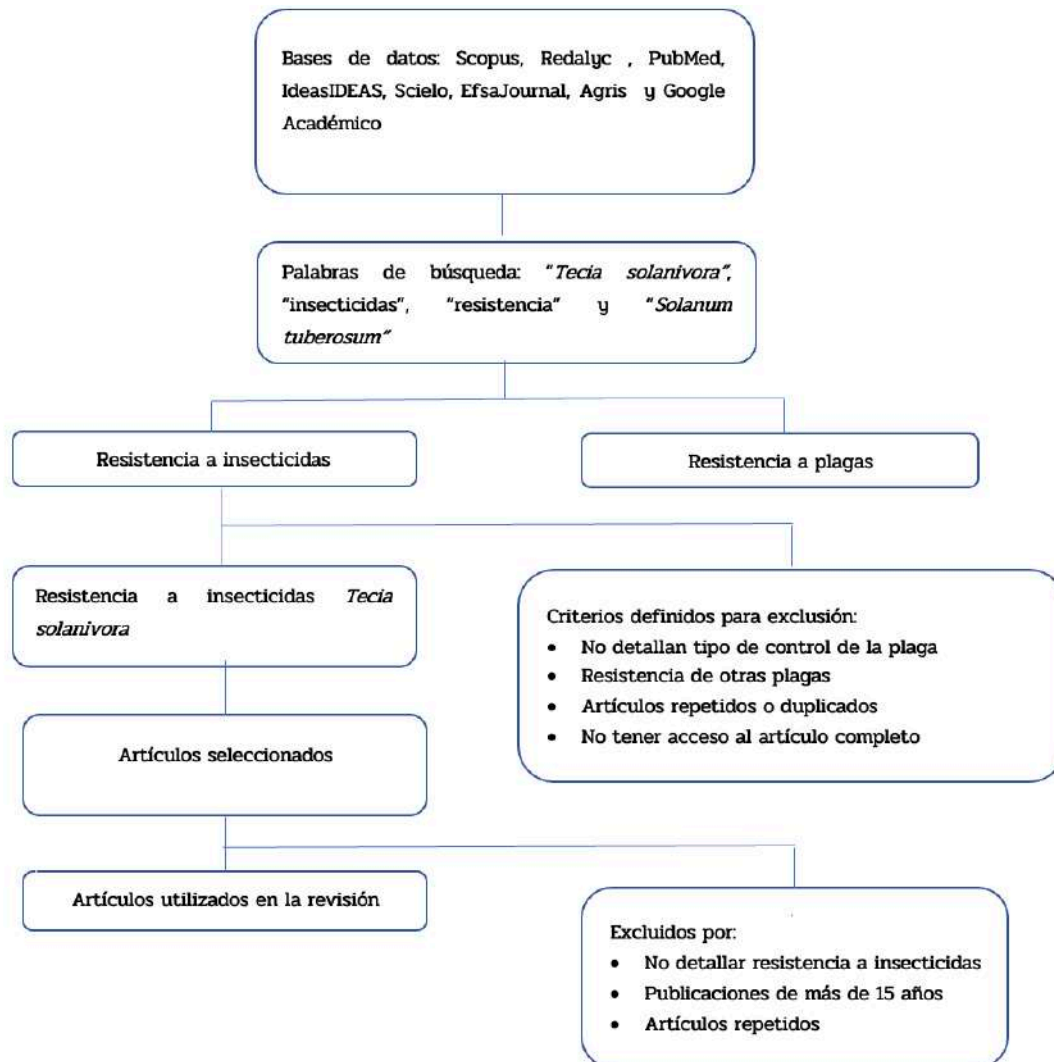 Bases de datos: Scopus, Redalyc , PubMed,
IdeasIDEAS, Scielo, EfsaJournal, Agris y Google
Académico
Palabras de búsqueda: "Tecia solanivora",
"insecticidas", "resistencia" y "Solanum
tuberosum"
Resistencia a insecticidas
Resistencia a plagas
Resistencia a insecticidas Tecia
solanivora
Criterios definidos para exclusión:
• No detallan tipo de control de la plaga
• Resistencia de otras plagas
• Artículos repetidos o duplicados
• No tener acceso al artículo completo
Artículos seleccionados
Artículos utilizados en la revisión
Excluidos por:
• No detallar resistencia a insecticidas
• Publicaciones de más de 15 años
• Artículos repetidos